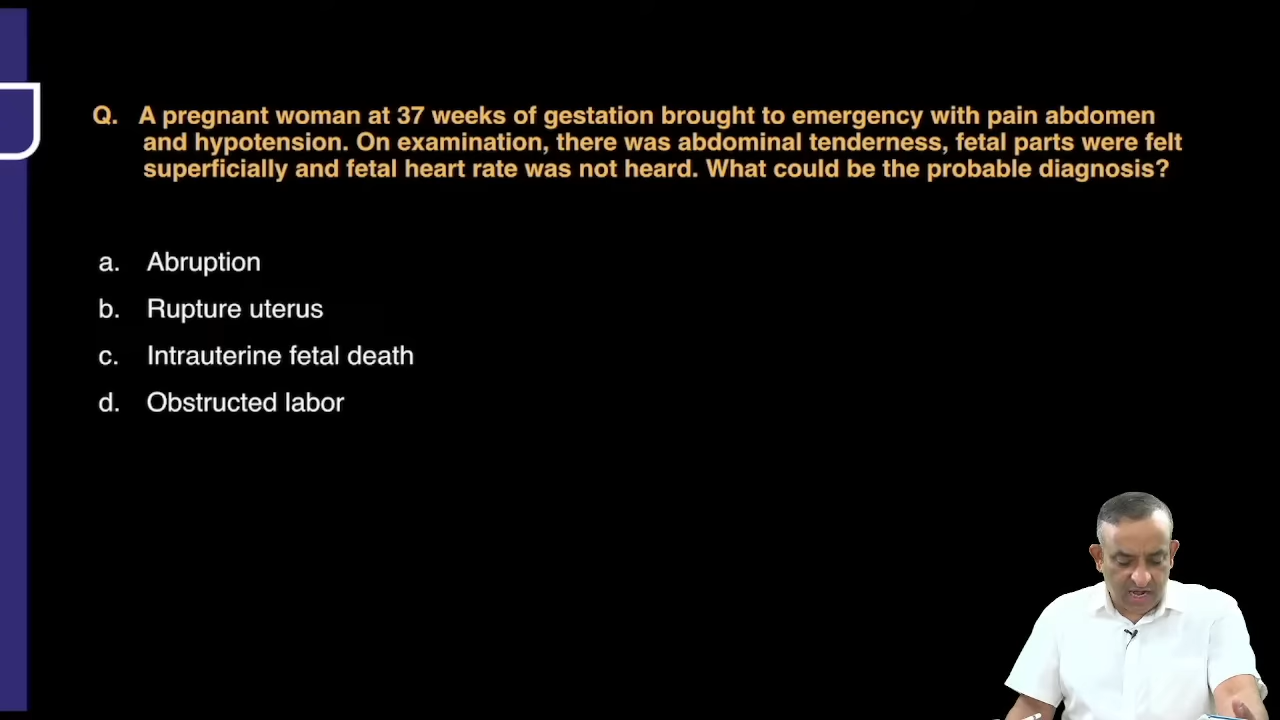 Q. A pregnant woman at 37 weeks of gestation brought to emergency with pain abdomen
and hypotension. On examination, there was abdominal tenderness, fetal parts were felt
superficially and fetal heart rate was not heard. What could be the probable diagnosis?
a. Abruption
b. Rupture uterus
c. Intrauterine fetal death
d. Obstructed labor